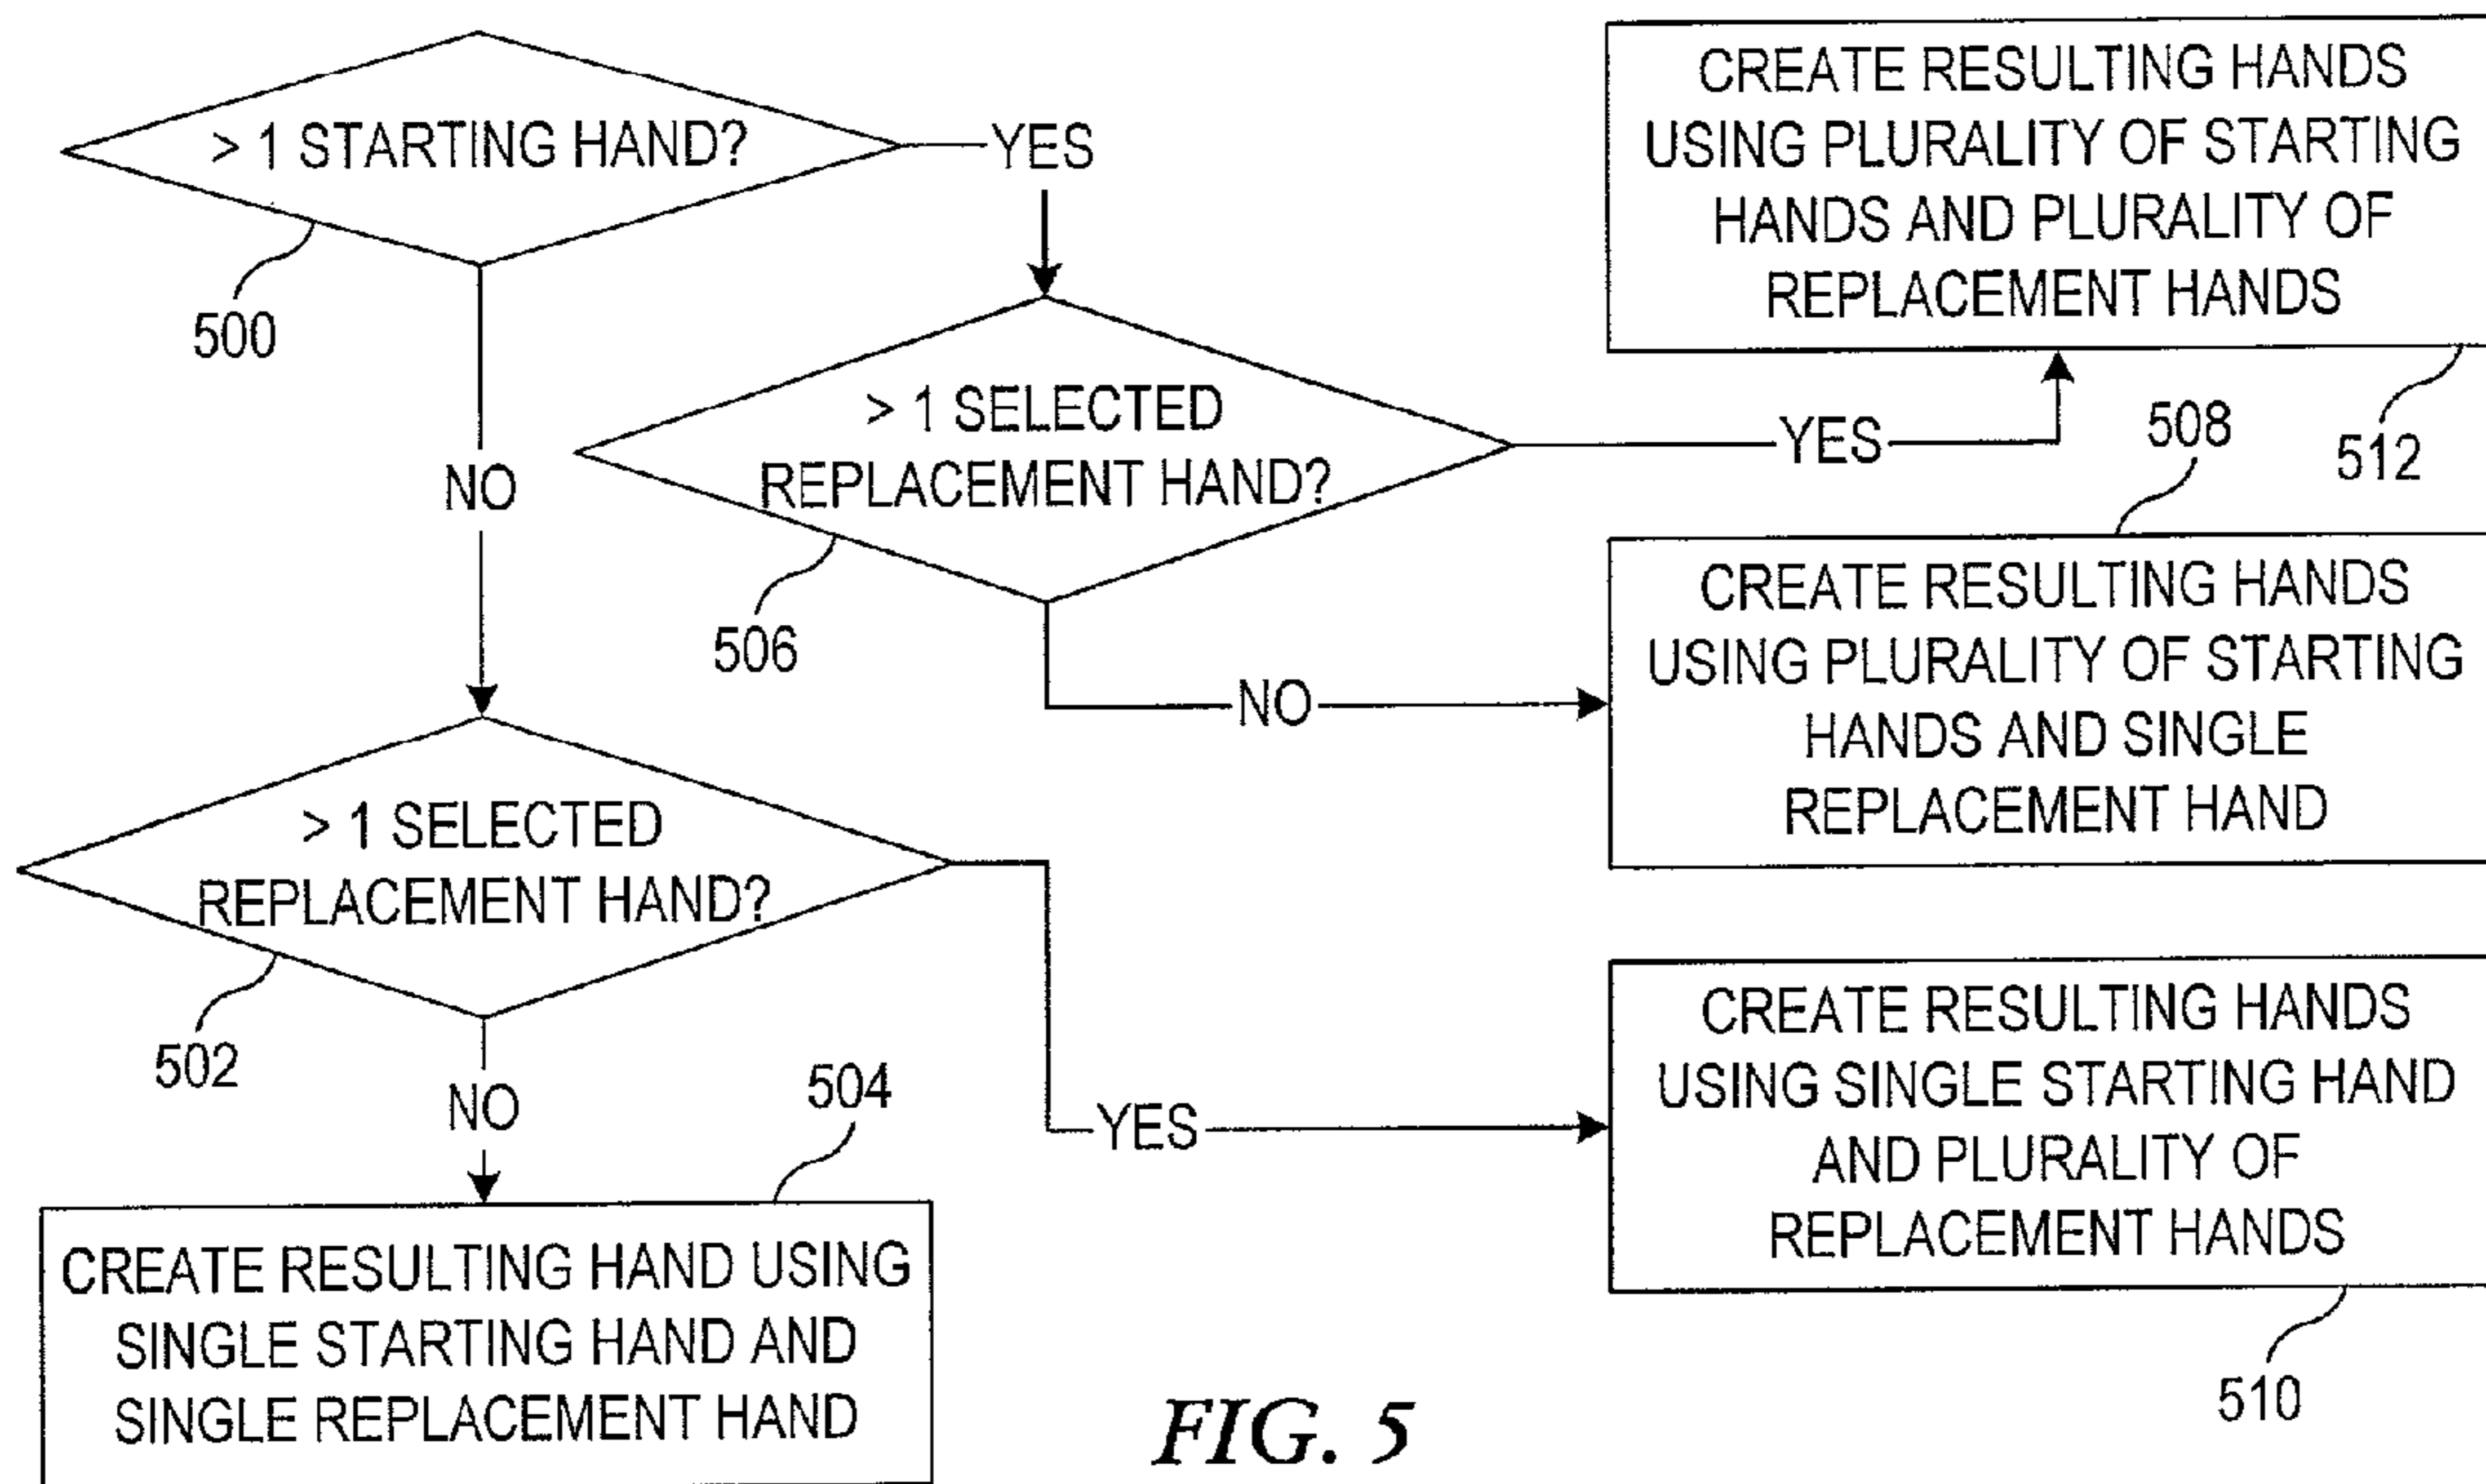 > 1 STARTING HAND?
YES
500
NO
> 1 SELECTED
REPLACEMENT HAND?
506
YES
NO
CREATE RESULTING HANDS
USING PLURALITY OF STARTING
HANDS AND PLURALITY OF
REPLACEMENT HANDS
512
508
CREATE RESULTING HANDS
USING PLURALITY OF STARTING
HANDS AND SINGLE
REPLACEMENT HAND
> 1 SELECTED
REPLACEMENT HAND?
502
NO
YES
504
CREATE RESULTING HAND USING
SINGLE STARTING HAND AND
SINGLE REPLACEMENT HAND
CREATE RESULTING HANDS
USING SINGLE STARTING HAND
AND PLURALITY OF
REPLACEMENT HANDS
510
FIG. 5